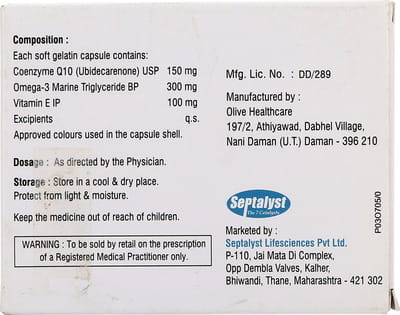 Composition :
Each soft gelatin capsule contains:
Coenzyme Q10 (Ubidecarenone) USP 150 mg
Omega-3 Marine Triglyceride BP 300 mg
Vitamin E IP 100 mg
Excipients q.s.
Approved colours used in the capsule shell.
Dosage : As directed by the Physician.
Storage : Store in a cool & dry place.
Protect from light & moisture.
Keep the medicine out of reach of children.
WARNING : To be sold by retail on the prescription
of a Registered Medical Practitioner only.
Mfg. Lic. No. : DD/289
Manufactured by :
Olive Healthcare
197/2, Athiyawad, Dabhel Village,
Nani Daman (U.T.) Daman - 396 210
Septalyst
The 7 Catalysts
Marketed by :
Septalyst Lifesciences Pvt Ltd.
P-110, Jai Mata Di Complex,
Opp Dembla Valves, Kalher,
Bhiwandi, Thane, Maharashtra - 421 302
P03O705/0